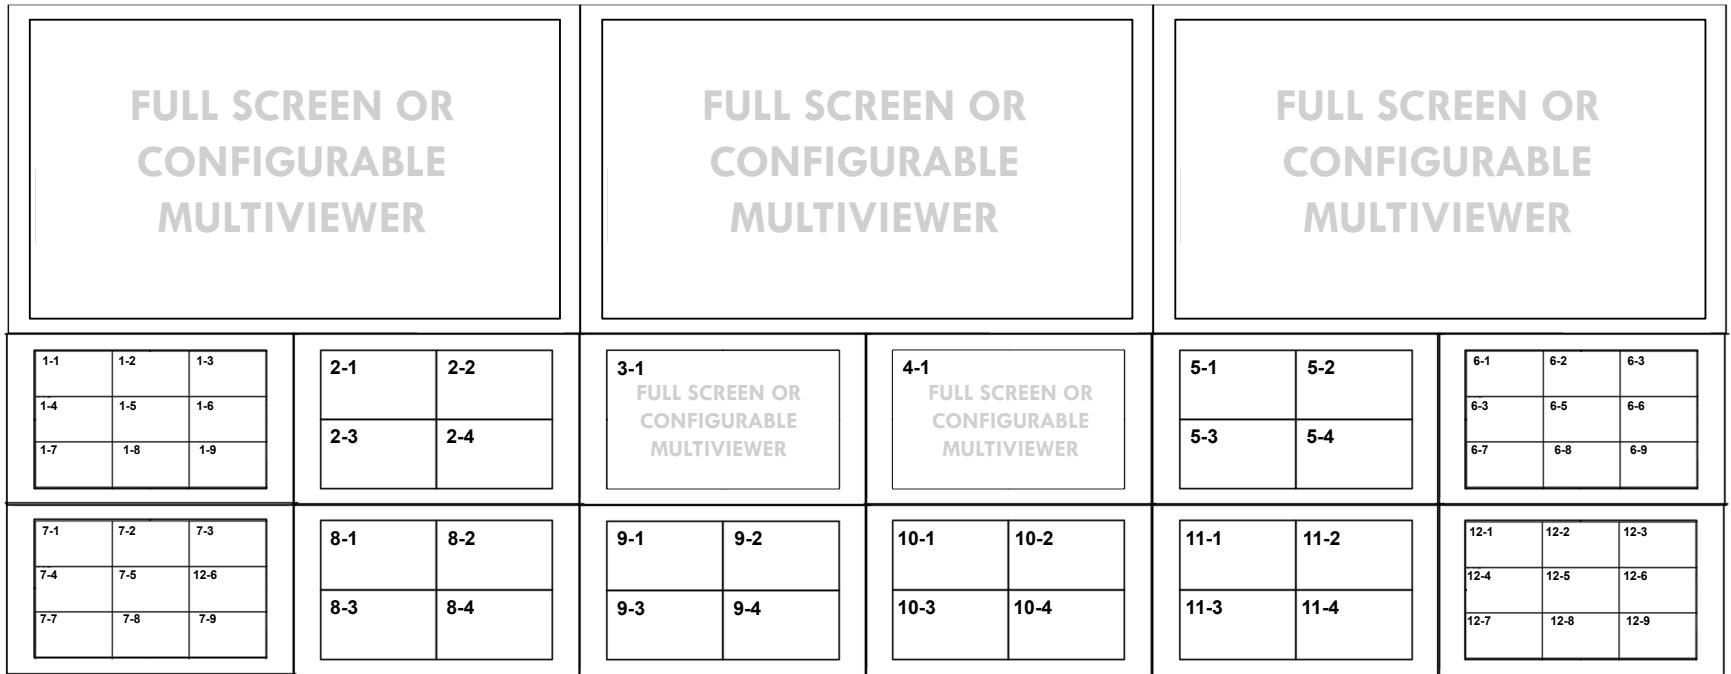 FULL SCREEN OR
CONFIGURABLE
MULTIVIEWER
FULL SCREEN OR
CONFIGURABLE
MULTIVIEWER
FULL SCREEN OR
CONFIGURABLE
MULTIVIEWER
1-1 1-2 1-3
1-4 1-5 1-6
1-7 1-8 1-9
2-1 2-2
2-3 2-4
3-1
FULL SCREEN OR
CONFIGURABLE
MULTIVIEWER
4-1
FULL SCREEN OR
CONFIGURABLE
MULTIVIEWER
5-1 5-2
5-3 5-4
6-1 6-2 6-3
6-3 6-5 6-6
6-7 6-8 6-9
7-1 7-2 7-3
7-4 7-5 12-6
7-7 7-8 7-9
8-1 8-2
8-3 8-4
9-1 9-2
9-3 9-4
10-1 10-2
10-3 10-4
11-1 11-2
11-3 11-4
12-1 12-2 12-3
12-4 12-5 12-6
12-7 12-8 12-9